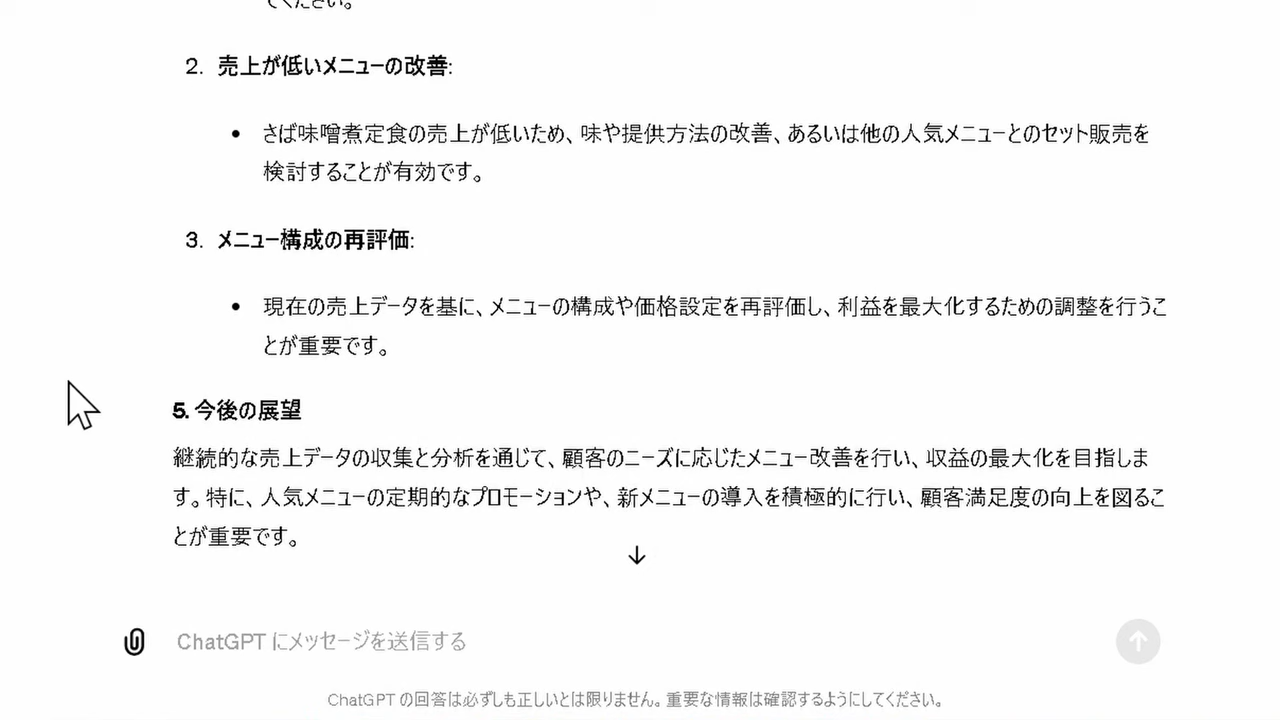 てください。
2. 売上が低いメニューの改善:
• さば味噌煮定食の売上が低いため、味や提供方法の改善、あるいは他の人気メニューとのセット販売を
検討することが有効です。
3. メニュー構成の再評価:
• 現在の売上データを基に、メニューの構成や価格設定を再評価し、利益を最大化するための調整を行うこ
とが重要です。
5. 今後の展望
継続的な売上データの収集と分析を通じて、顧客のニーズに応じたメニュー改善を行い、収益の最大化を目指しま
す。特に、人気メニューの定期的なプロモーションや、新メニューの導入を積極的に行い、顧客満足度の向上を図るこ
とが重要です。
ChatGPT にメッセージを送信する
ChatGPT の回答は必ずしも正しいとは限りません。重要な情報は確認するようにしてください。